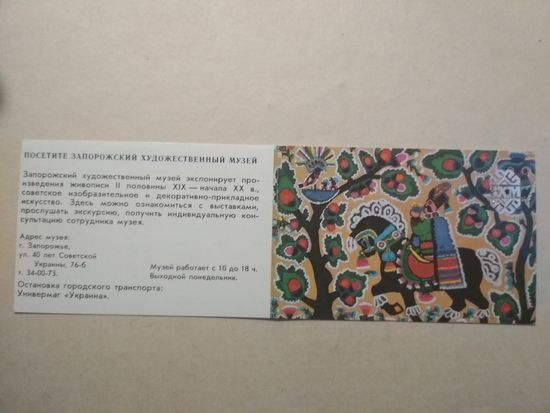 ПОСЕТИТЕ ЗАПОРОЖСКИЙ ХУДОЖЕСТВЕННЫЙ МУЗЕЙ
Запорожский художественный музей экспонирует про-
изведения живописи II половины XIX — начала XX в.,
советское изобразительное и декоративно-прикладное
искусство. Здесь можно ознакомиться с выставками,
прослушать экскурсию, получить индивидуальную кон-
сультацию сотрудника музея.
Адрес музея:
г. Запорожье,
ул. 40 лет Советской
Украины, 76-б
т. 34-00-73.
Музей работает с 10 до 18 ч.
Выходной понедельник.
Остановка городского транспорта:
Универмаг «Украина».